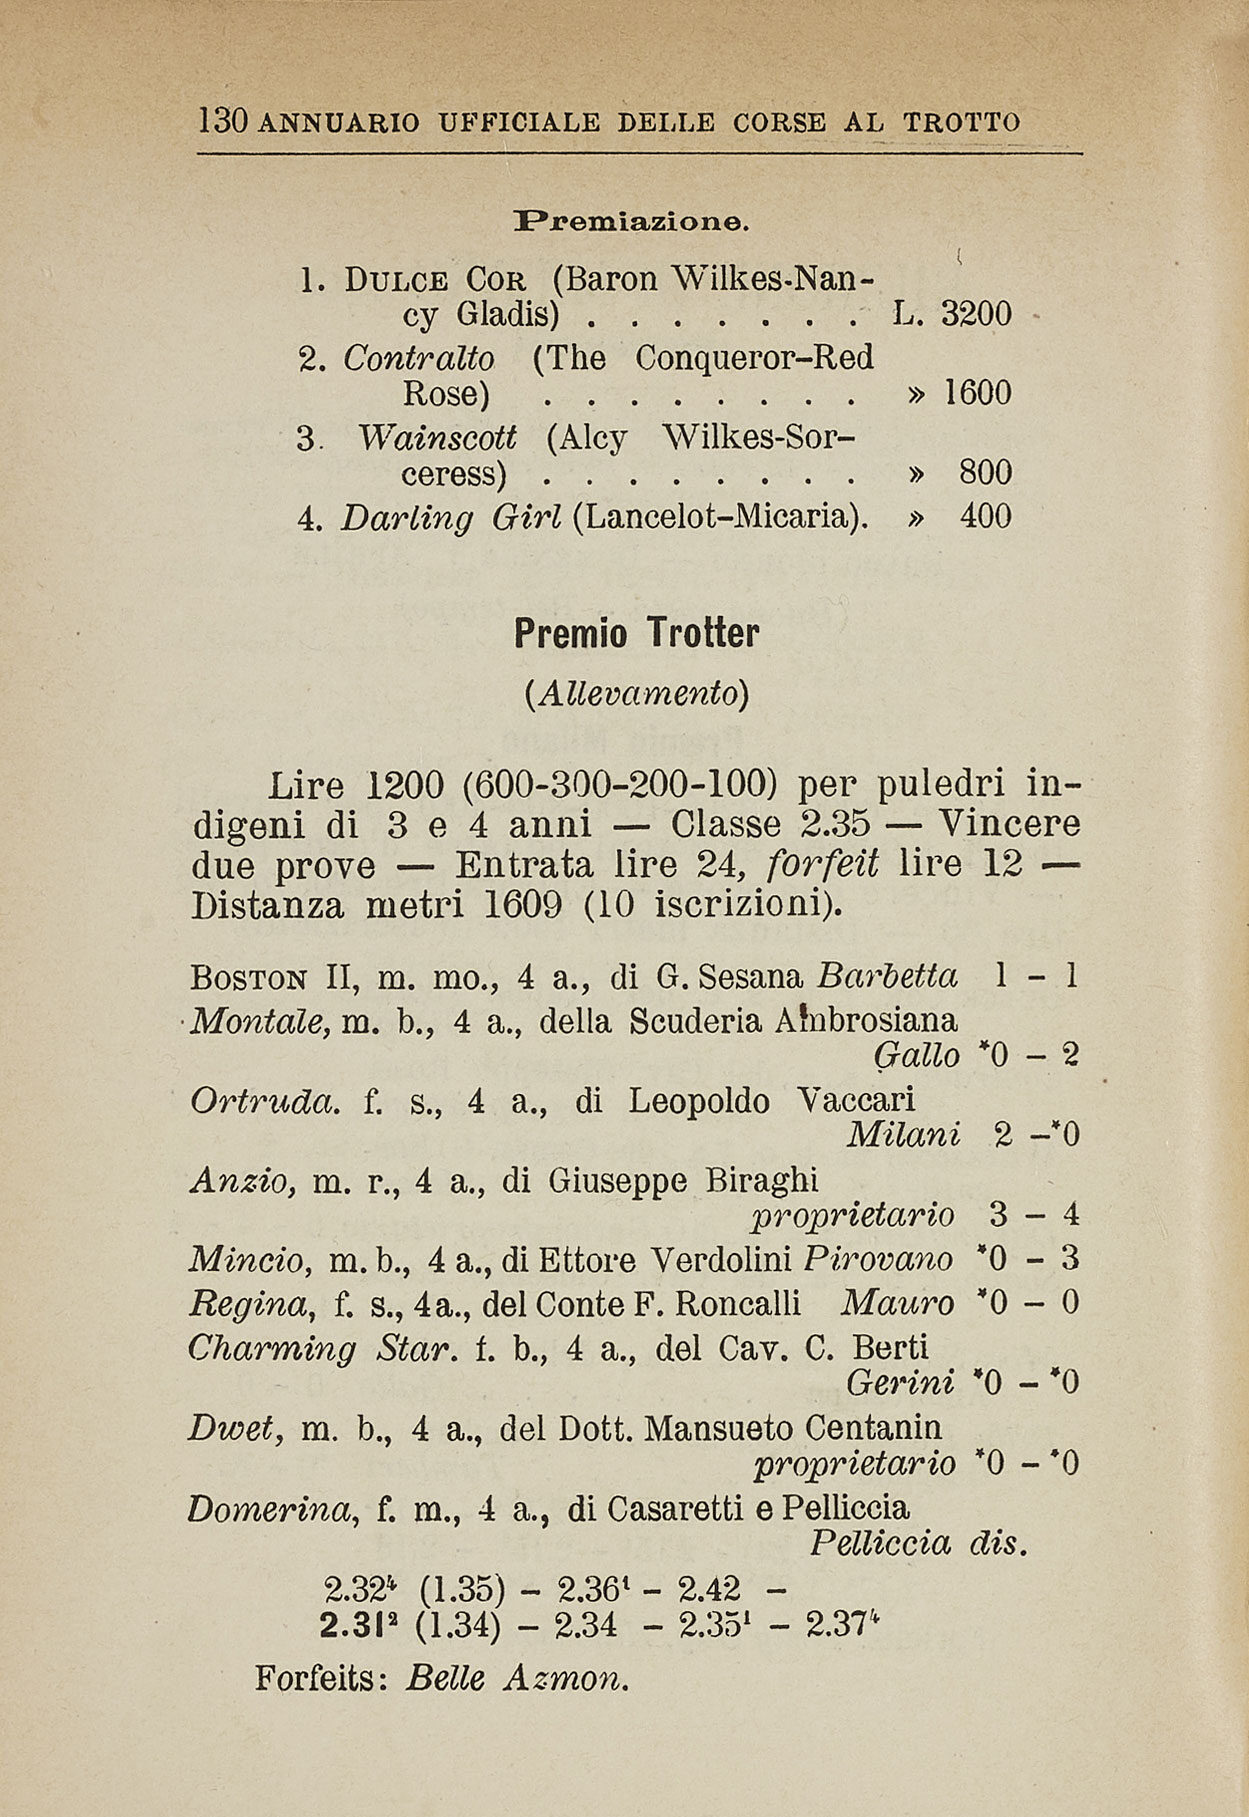 130 ANNUARIO UFFICIALE DELLE CORSE AL TROTTO
Premiazione.
1. DULCE COR (Baron Wilkes-Nan-
cy Gladis) . . . . . . . L. 3200
2. Contralto (The Conqueror-Red
Rose) . . . . . . . . » 1600
3. Wainscott (Alcy Wilkes-Sor-
ceress) . . . . . . . . » 800
4. Darling Girl (Lancelot-Micaria). » 400
Premio Trotter
(Allevamento)
Lire 1200 (600-300-200-100) per puledri in-
digeni di 3 e 4 anni — Classe 2.35 — Vincere
due prove — Entrata lire 24, forfeit lire 12 —
Distanza metri 1609 (10 iscrizioni).
BOSTON II, m. mo., 4 a., di G. Sesana Barbetta 1 - 1
Montale, m. b., 4 a., della Scuderia Ambrosiana
Gallo *0 - 2
Ortruda. f. s., 4 a., di Leopoldo Vaccari
Milani 2 -*0
Anzio, m. r., 4 a., di Giuseppe Biraghi
proprietario 3 - 4
Mincio, m. b., 4 a., di Ettore Verdolini Pirovano *0 - 3
Regina, f. s., 4 a., del Conte F. Roncalli Mauro *0 - 0
Charming Star. f. b., 4 a., del Cav. C. Berti
Gerini *0 - *0
Dwet, m. b., 4 a., del Dott. Mansueto Centanin
proprietario *0 - *0
Domerina, f. m., 4 a., di Casaretti e Pelliccia
Pelliccia dis.
2.32⁴ (1.35) - 2.36¹ - 2.42 -
2.31² (1.34) - 2.34 - 2.35¹ - 2.37⁴
Forfeits: Belle Azmon.